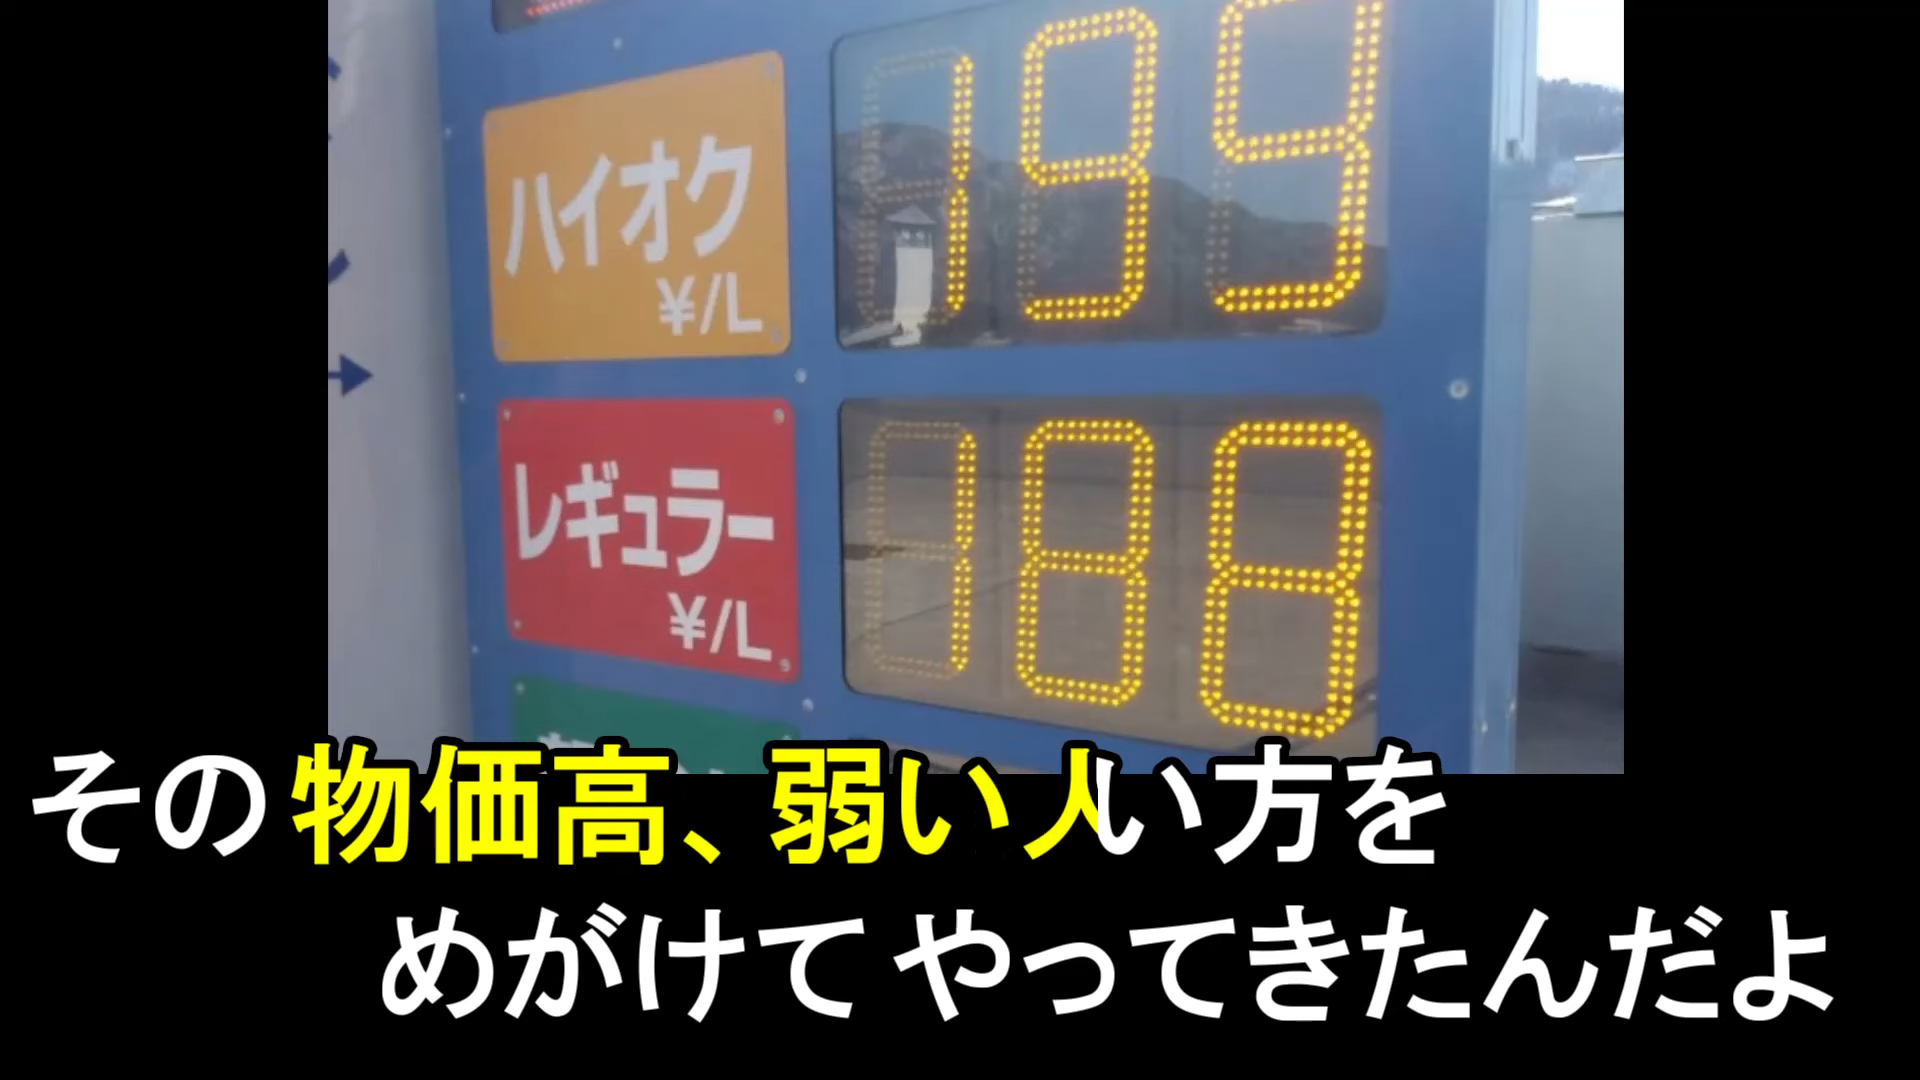 ハイオク
¥/L
199
レギュラー
¥/L
188
その物価高、弱い人い方を
めがけてやってきたんだよ